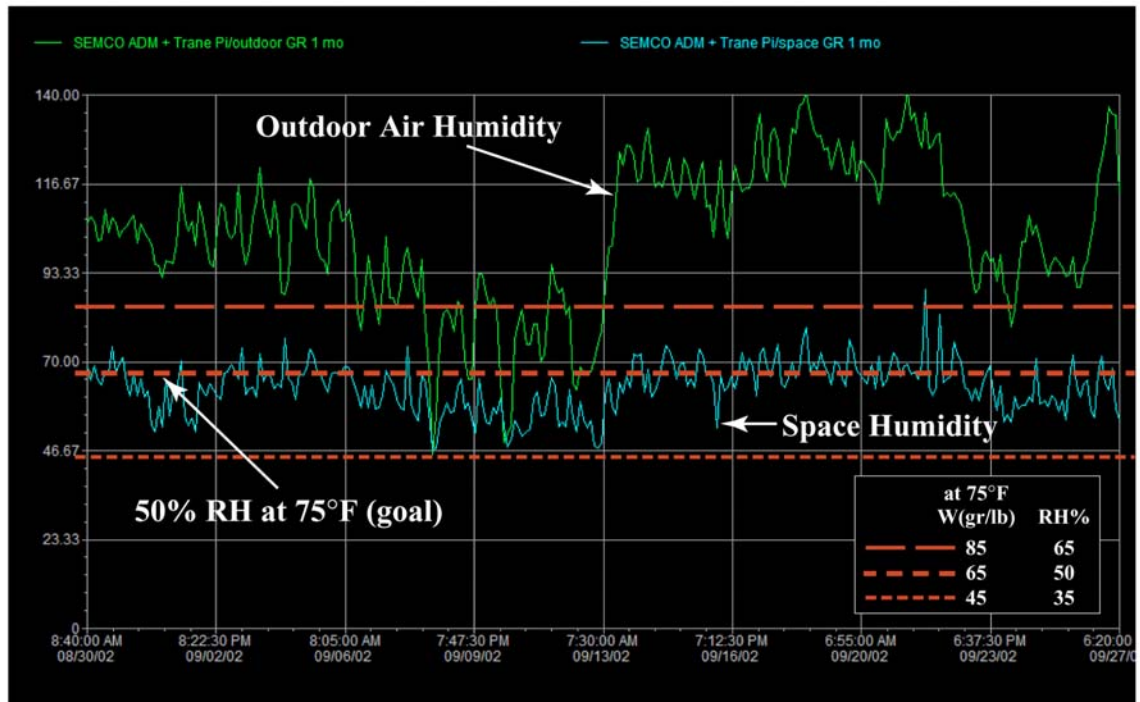 SEMCO ADM + Trane Pi/outdoor GR 1 mo
SEMCO ADM + Trane Pi/space GR 1 mo
140.00
116.67
93.33
70.00
46.67
23.33
0
Outdoor Air Humidity
Space Humidity
50% RH at 75°F (goal)
at 75°F
W(gr/lb) RH%
85 65
65 50
45 35
8:40:00 AM 8:22:30 PM 8:05:00 AM 7:47:30 PM 7:30:00 AM 7:12:30 PM 6:55:00 AM 6:37:30 PM 6:20:00
08/30/02 09/02/02 09/06/02 09/09/02 09/13/02 09/16/02 09/20/02 09/23/02 09/27/0